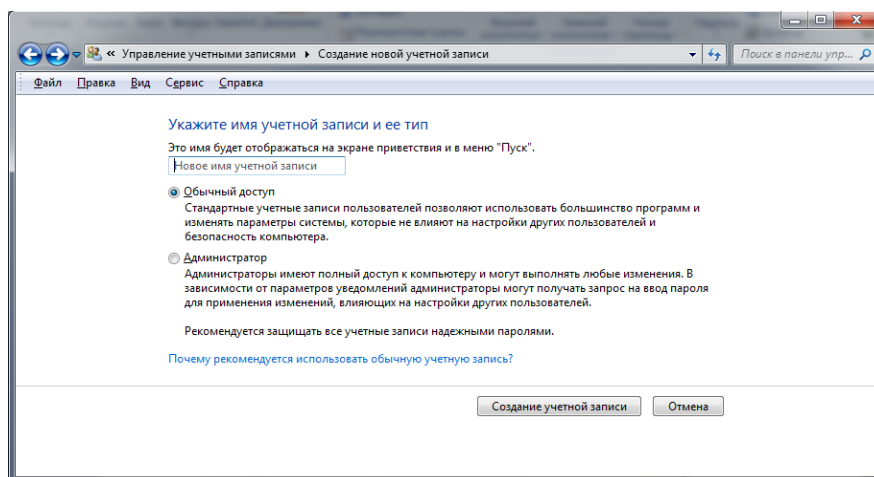 « Управление учетными записями ▸ Создание новой учетной записи
Поиск в панели упр...
Файл Правка Вид Сервис Справка
Укажите имя учетной записи и ее тип
Это имя будет отображаться на экране приветствия и в меню "Пуск".
Новое имя учетной записи
Обычный доступ
Стандартные учетные записи пользователей позволяют использовать большинство программ и
изменять параметры системы, которые не влияют на настройки других пользователей и
безопасность компьютера.
Администратор
Администраторы имеют полный доступ к компьютеру и могут выполнять любые изменения. В
зависимости от параметров уведомлений администраторы могут получать запрос на ввод пароля
для применения изменений, влияющих на настройки других пользователей.
Рекомендуется защищать все учетные записи надежными паролями.
Почему рекомендуется использовать обычную учетную запись?
Создание учетной записи Отмена